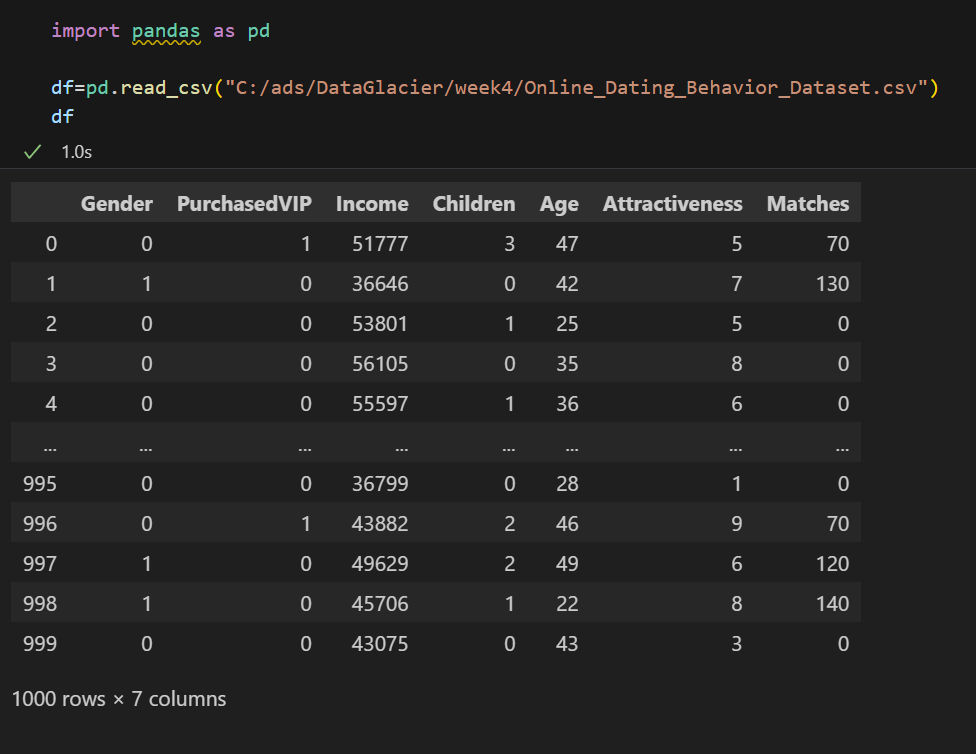 import pandas as pd
df=pd.read_csv("C:/ads/DataGlacier/week4/Online_Dating_Behavior_Dataset.csv")
df
1.0s
Gender PurchasedVIP Income Children Age Attractiveness Matches
0 0 1 51777 3 47 5 70
1 1 0 36646 0 42 7 130
2 0 0 53801 1 25 5 0
3 0 0 56105 0 35 8 0
4 0 0 55597 1 36 6 0
... ... ... ... ... ... ... ...
995 0 0 36799 0 28 1 0
996 0 1 43882 2 46 9 70
997 1 0 49629 2 49 6 120
998 1 0 45706 1 22 8 140
999 0 0 43075 0 43 3 0
1000 rows × 7 columns